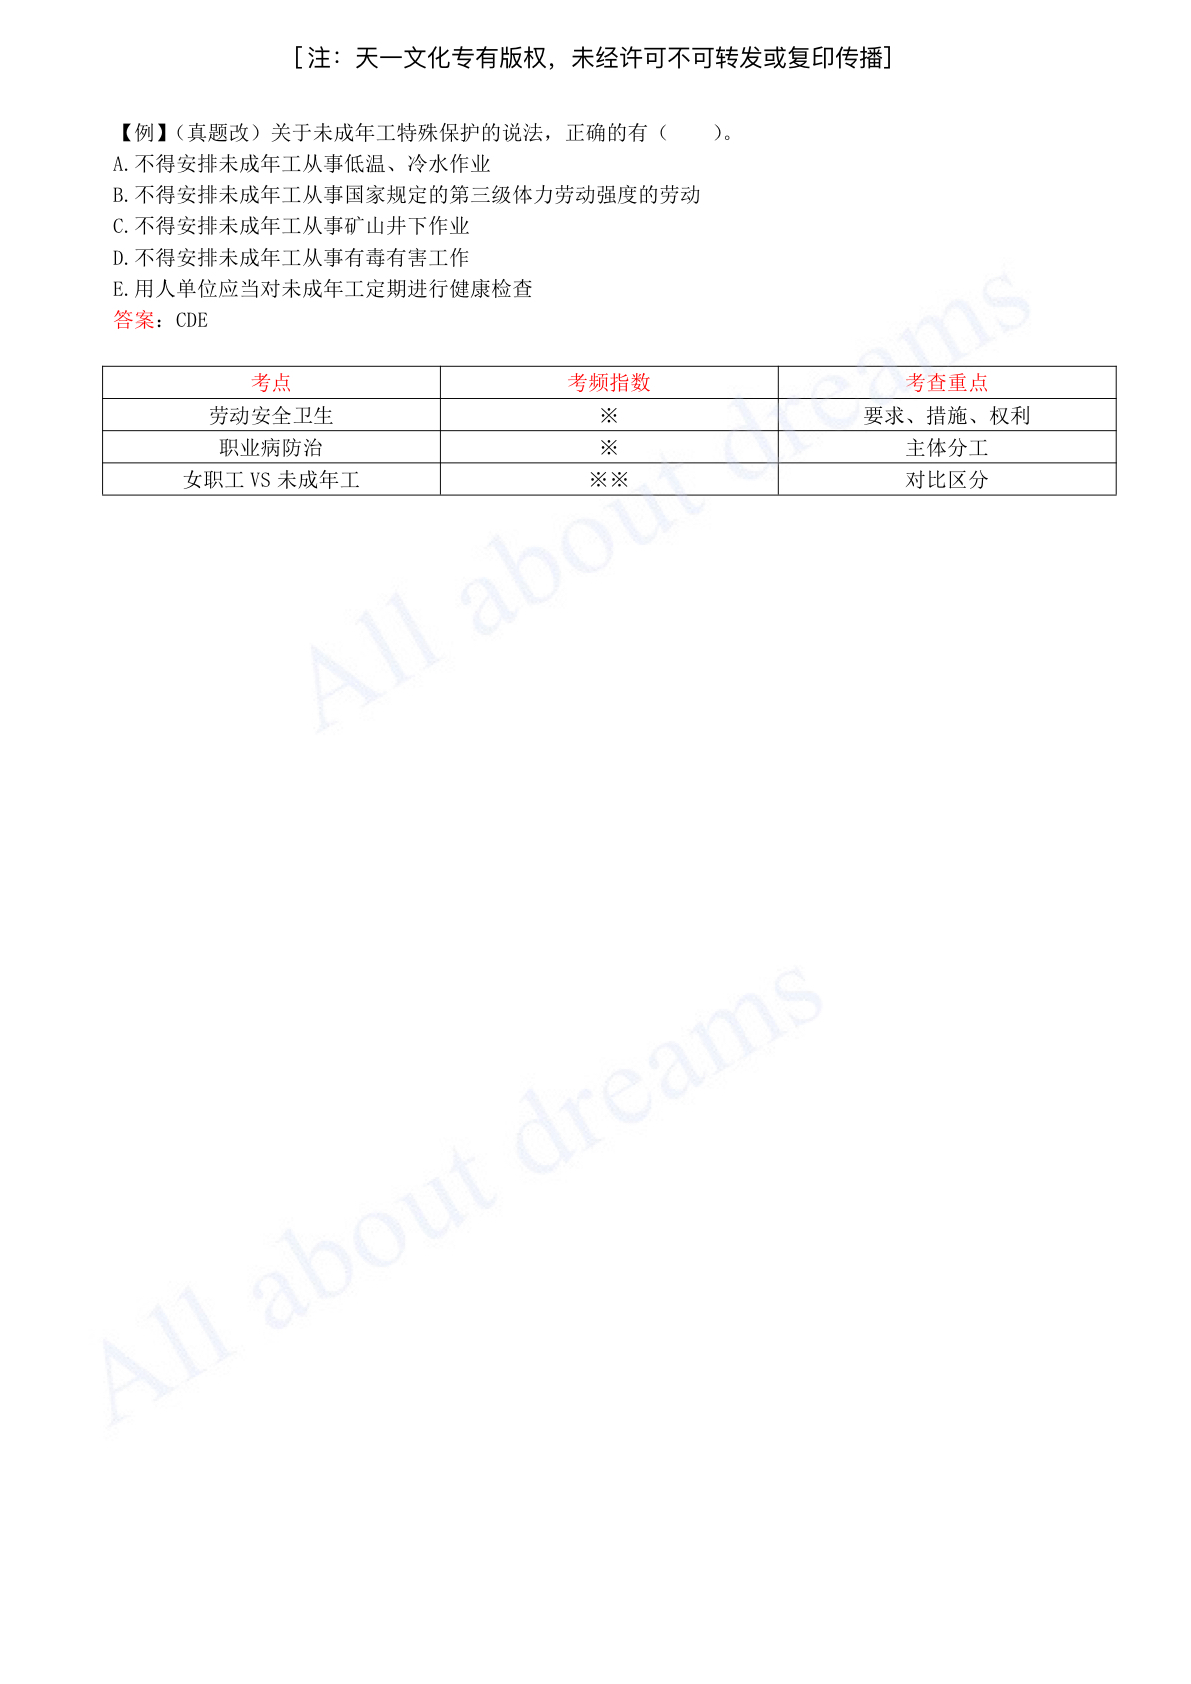 [注：天一文化专有版权，未经许可不可转发或复印传播]
【例】（真题改）关于未成年工特殊保护的说法，正确的有（　　）。
A.不得安排未成年工从事低温、冷水作业
B.不得安排未成年工从事国家规定的第三级体力劳动强度的劳动
C.不得安排未成年工从事矿山井下作业
D.不得安排未成年工从事有毒有害工作
E.用人单位应当对未成年工定期进行健康检查
答案：CDE
考点 考频指数 考查重点
劳动安全卫生 ※ 要求、措施、权利
职业病防治 ※ 主体分工
女职工 VS 未成年工 ※※ 对比区分
All about dreams
All about dreams